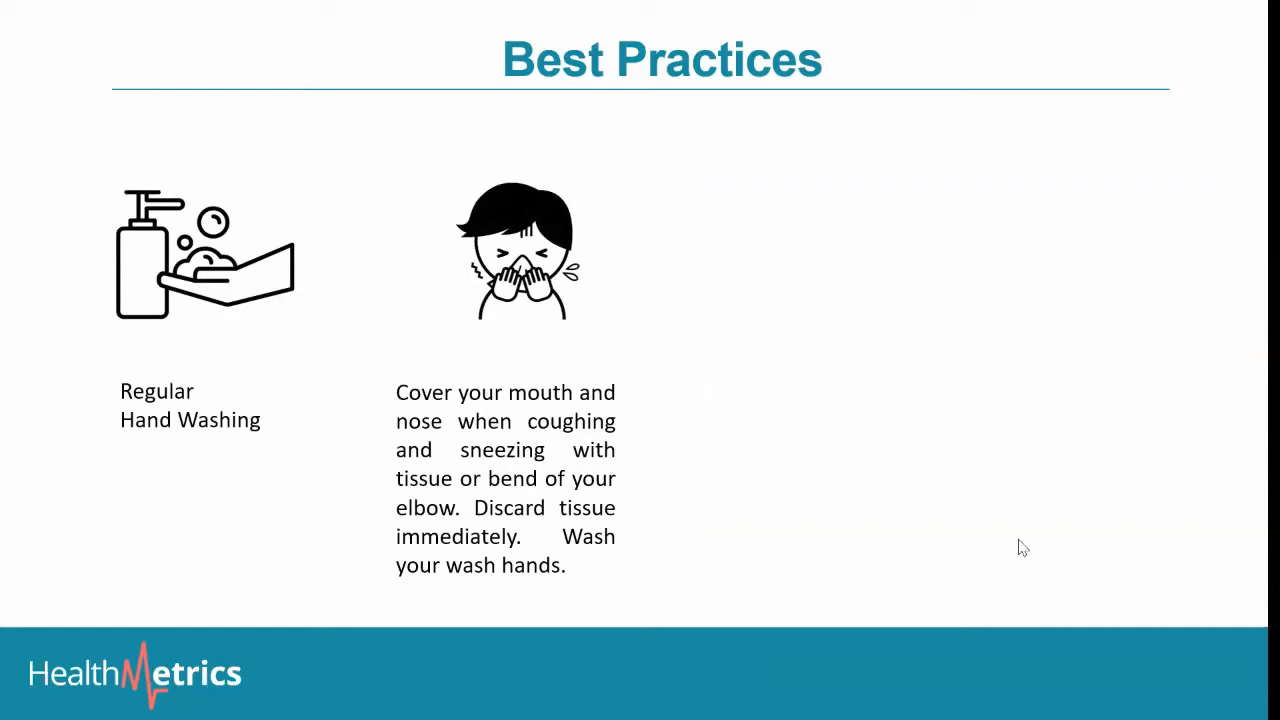 Best Practices
Regular
Hand Washing
Cover your mouth and
nose when coughing
and sneezing with
tissue or bend of your
elbow. Discard tissue
immediately. Wash
your wash hands.
HealthMetrics